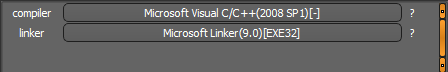 compiler Microsoft Visual C/C++(2008 SP1)[-] ?
linker Microsoft Linker(9.0)[EXE32] ?